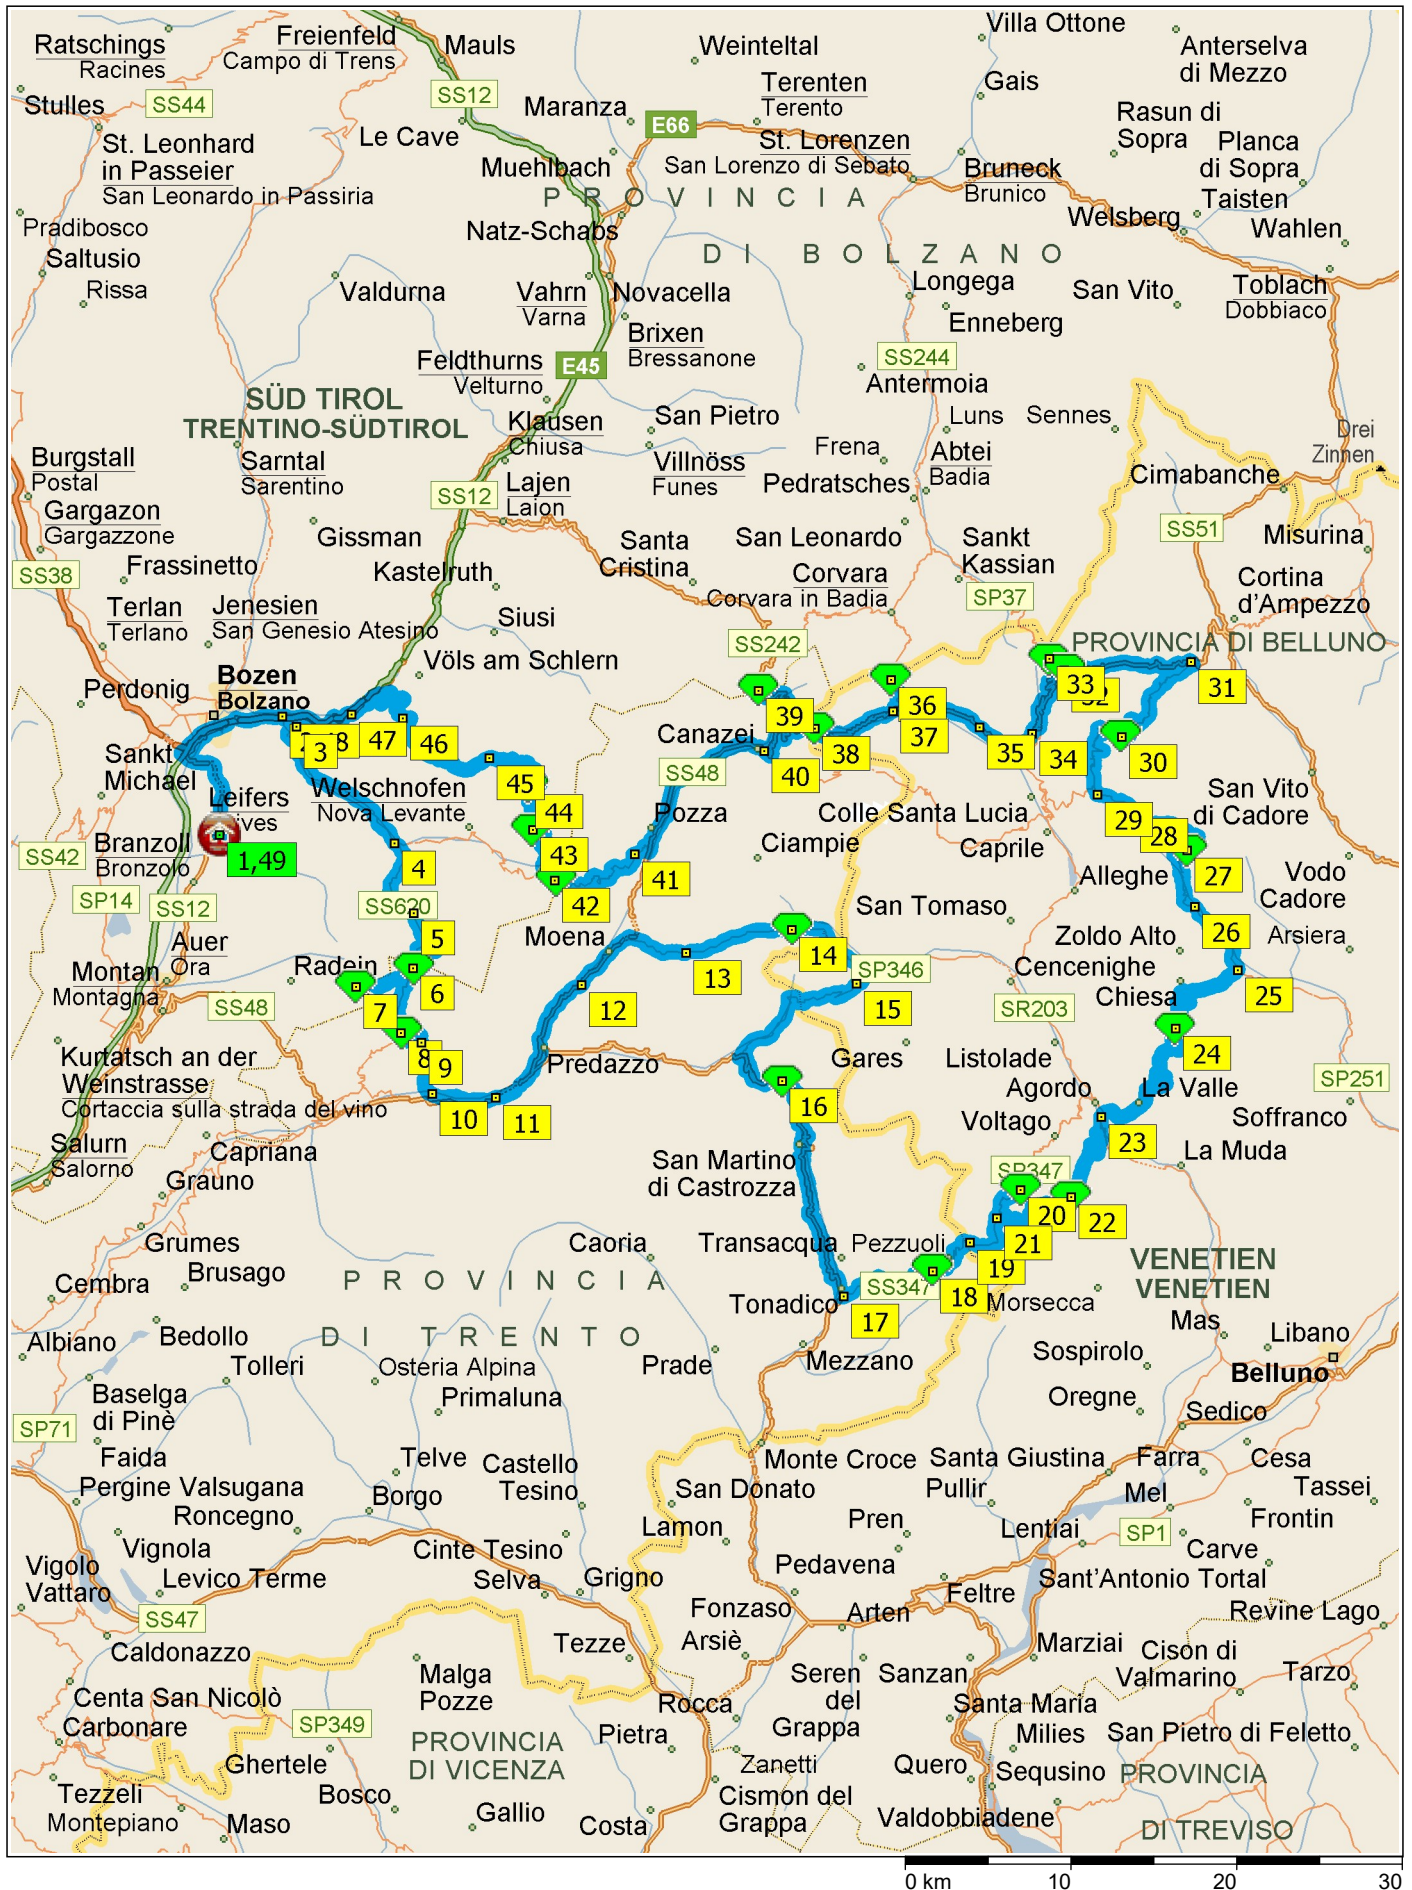 Villa Ottone
Ratschings
Racines
Freienfeld
Campo di Trens
Mauls
Weinteltal
Anterselva
di Mezzo
Stulles
SS44
SS12
Maranza
Terenten
Terento
Gais
Rasun di
Sopra
St. Leonhard
in Passeier
San Leonardo in Passiria
Le Cave
E66
Muehlbach
St. Lorenzen
San Lorenzo di Sebato
Bruneck
Brunico
Planca
di Sopra
Taisten
PROVINCIA
Pradibosco
Natz-Schabs
Welsberg
Wahlen
Saltusio
DI BOLZANO
Rissa
Valdurna
Vahrn
Varna
Novacella
Longega
San Vito
Toblach
Dobbiaco
Enneberg
Brixen
Bressanone
Feldthurns
Velturno
E45
SS244
Antermoia
SÜD TIROL
TRENTINO-SÜDTIROL
Klausen
Chiusa
San Pietro
Luns
Sennes
Drei
Zinnen
Burgstall
Postal
Sarntal
Sarentino
Villnöss
Funes
Frena
Abtei
Badia
Pedratsches
Cimabanche
SS12
Lajen
Laion
Gargazon
Gargazzone
Gissman
Santa
Cristina
San Leonardo
Sankt
Kassian
SS51
Misurina
SS38
Frassinetto
Kastelruth
Corvara
Corvara in Badia
SP37
Cortina
d'Ampezzo
Terlan
Terlano
Jenesien
San Genesio Atesino
Siusi
SS242
PROVINCIA DI BELLUNO
Völs am Schlern
Bozen
Bolzano
Perdonig
33
31
39
36
Canazei
Sankt
Michael
3
8
47
46
38
37
35
34
30
45
40
SS48
Leifers
Welschnofen
Nova Levante
44
Pozza
Colle Santa Lucia
29
San Vito
di Cadore
28
Branzoll
Bronzolo
1,49
SS42
4
43
41
Ciampie
Caprile
27
Alleghe
Vodo
Cadore
SP14
SS12
SS620
42
San Tomaso
Auer
Ora
5
Moena
26
Zoldo Alto
Arsiera
Montan
Montagna
Radein
6
13
14
SP346
Cencenighe
25
Chiesa
SS48
7
12
15
SR203
Kurtatsch an der
Weinstrasse
Cortaccia sulla strada del vino
8
9
Predazzo
Gares
Listolade
24
Agordo
La Valle
SP251
10
11
16
Voltago
Soffranco
Salurn
Salorno
Capriana
23
La Muda
Grauno
San Martino
di Castrozza
SP347
20
22
Grumes
Caoria
Transacqua
Pezzuoli
21
VENETIEN
VENETIEN
Cembra
Brusago
PROVINCIA
19
SS347
18
Morsecca
Tonadico
17
Mas
Albiano
Bedollo
DI TRENTO
Libano
Tolleri
Osteria Alpina
Prade
Mezzano
Sospirolo
Belluno
Baselga
di Pinè
Primaluna
Oregne
Sedico
SP71
Faida
Telve
Castello
Tesino
Monte Croce
Santa Giustina
Farra
Cesa
Pergine Valsugana
Borgo
San Donato
Pullir
Mel
Tassei
Roncegno
Lamon
Pren
Lentiai
SP1
Frontin
Vignola
Cinte Tesino
Carve
Vigolo
Vattaro
Levico Terme
Selva
Grigno
Pedavena
Feltre
Sant'Antonio Tortal
SS47
Fonzaso
Arten
Revine Lago
Caldonazzo
Tezze
Arsiè
Marziai
Cison di
Valmarino
Malga
Pozze
Seren
del
Grappa
Sanzan
Tarzo
Centa San Nicolò
Carbonare
Rocca
Santa Maria
SP349
Pietra
Milies
San Pietro di Feletto
PROVINCIA
DI VICENZA
Ghertele
Zanetti
Quero
Sequsino
PROVINCIA
Tezzeli
Montepiano
Bosco
Maso
Gallio
Costa
Cismon del
Grappa
Valdobbiadene
DI TREVISO
0 km
10
20
30